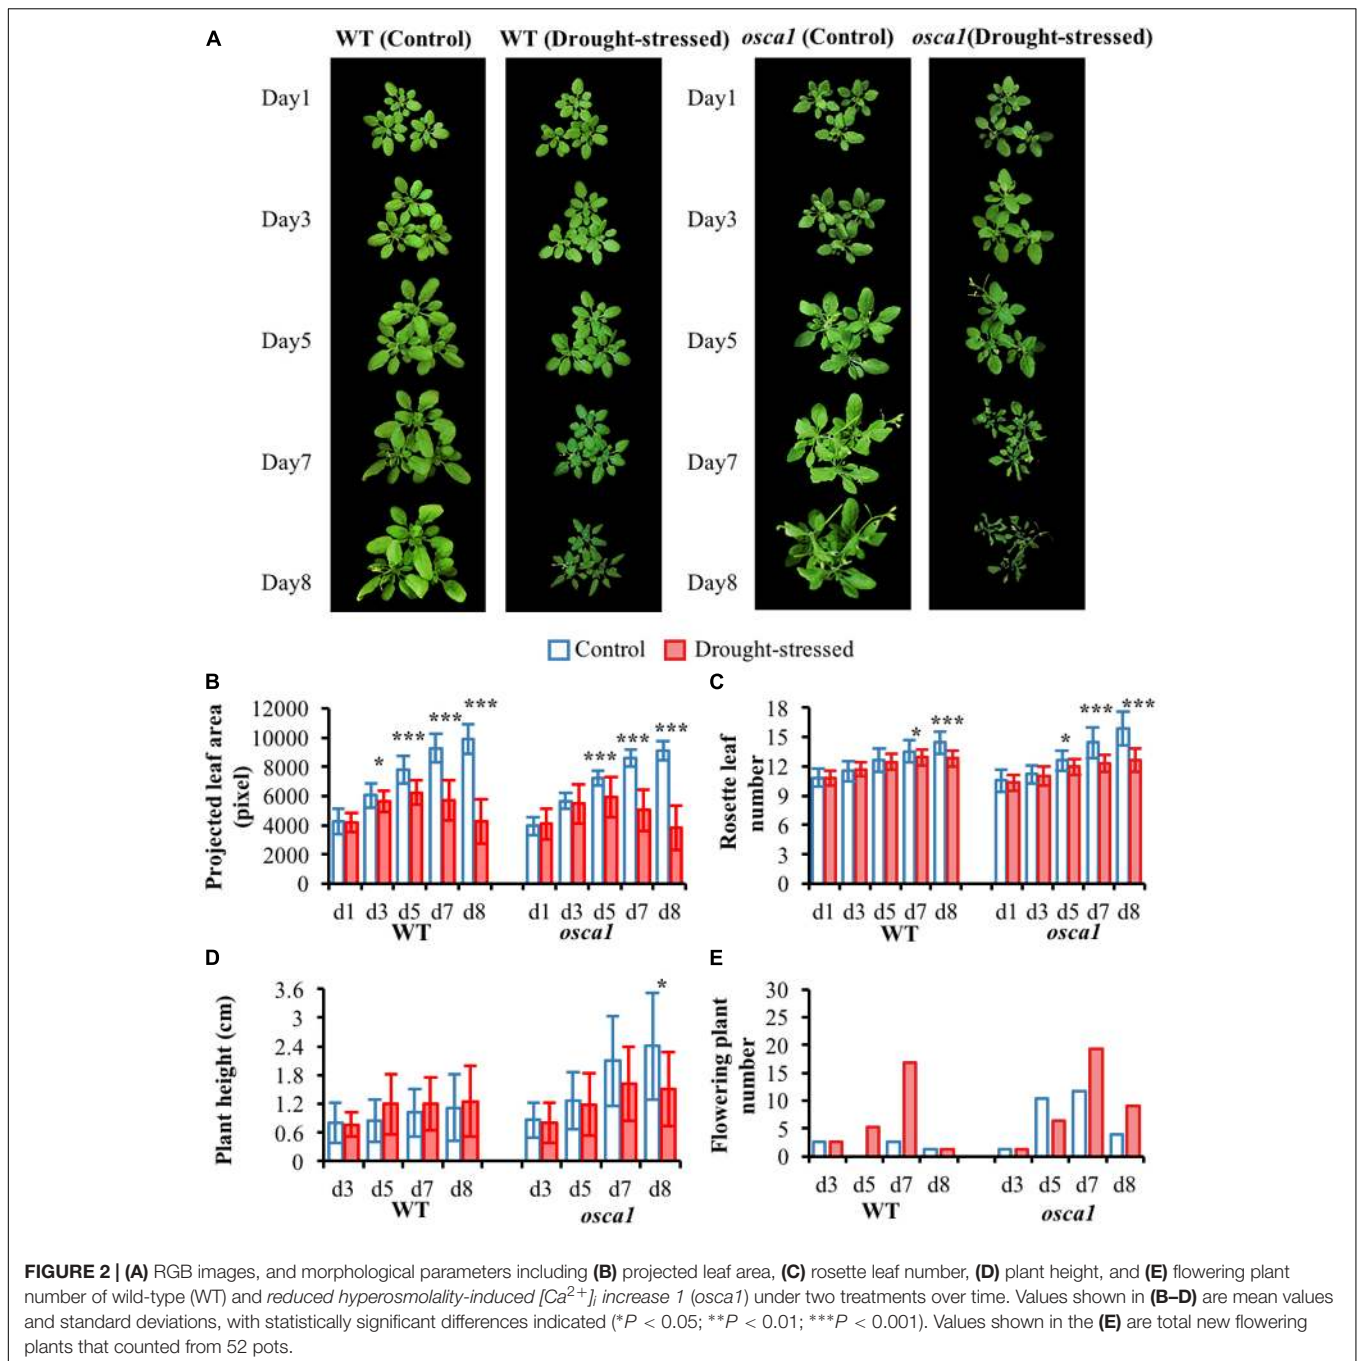 A
WT (Control) WT (Drought-stressed) osca1 (Control) osca1(Drought-stressed)
Day1 Day1
Day3 Day3
Day5 Day5
Day7 Day7
Day8 Day8
Control Drought-stressed
B
Projected leaf area
(pixel)
12000
10000
8000
6000
4000
2000
0
* *** *** *** *** *** ***
d1 d3 d5 d7 d8 d1 d3 d5 d7 d8
WT osca1
C
Rosette leaf
number
18
15
12
9
6
3
0
* *** * *** ***
d1 d3 d5 d7 d8 d1 d3 d5 d7 d8
WT osca1
D
Plant height (cm)
3.6
3
2.4
1.8
1.2
0.6
0
*
d3 d5 d7 d8 d3 d5 d7 d8
WT osca1
E
Flowering plant
number
30
25
20
15
10
5
0
d3 d5 d7 d8 d3 d5 d7 d8
WT osca1
FIGURE 2 | (A) RGB images, and morphological parameters including (B) projected leaf area, (C) rosette leaf number, (D) plant height, and (E) flowering plant
number of wild-type (WT) and reduced hyperosmolality-induced [Ca2+]i increase 1 (osca1) under two treatments over time. Values shown in (B–D) are mean values
and standard deviations, with statistically significant differences indicated (*P < 0.05; **P < 0.01; ***P < 0.001). Values shown in the (E) are total new flowering
plants that counted from 52 pots.